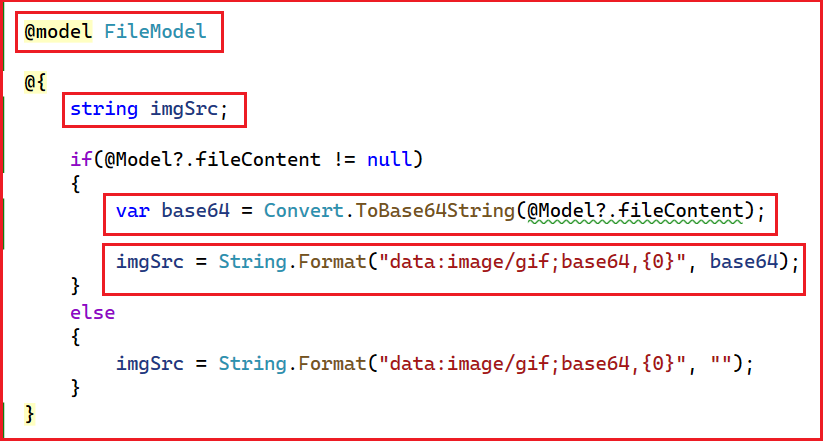 @model FileModel
@{
string imgSrc;
if(@Model?.fileContent != null)
{
var base64 = Convert.ToBase64String(@Model?.fileContent);
imgSrc = String.Format("data:image/gif;base64,{0}", base64);
}
else
{
imgSrc = String.Format("data:image/gif;base64,{0}", "");
}
}